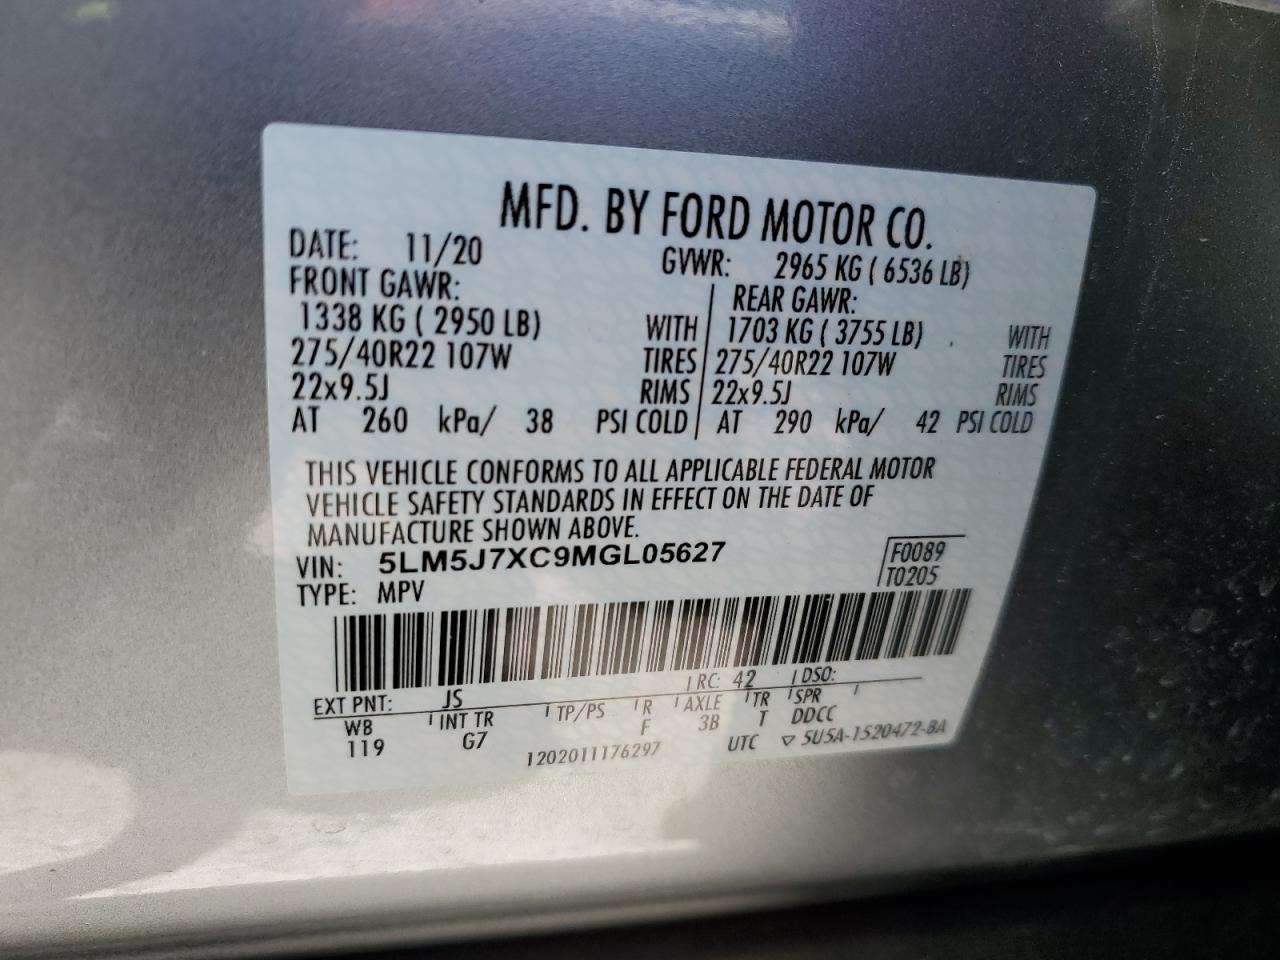 MFD. BY FORD MOTOR CO.
DATE: 11/20 GVWR: 2965 KG ( 6536 LB)
FRONT GAWR: REAR GAWR:
1338 KG ( 2950 LB) WITH 1703 KG ( 3755 LB) WITH
275/40R22 107W TIRES 275/40R22 107W TIRES
22x9.5J RIMS 22x9.5J RIMS
AT 260 kPa/ 38 PSI COLD AT 290 kPa/ 42 PSI COLD
THIS VEHICLE CONFORMS TO ALL APPLICABLE FEDERAL MOTOR
VEHICLE SAFETY STANDARDS IN EFFECT ON THE DATE OF
MANUFACTURE SHOWN ABOVE.
VIN: 5LM5J7XC9MGL05627 F0089
TYPE: MPV T0205
EXT PNT: JS RC: 42 DSO:
WB INT TR TP/PS R AXLE TR SPR
119 G7 F 3B T DDCC
1202011176297 UTC ▽ 5U5A-1520472-BA